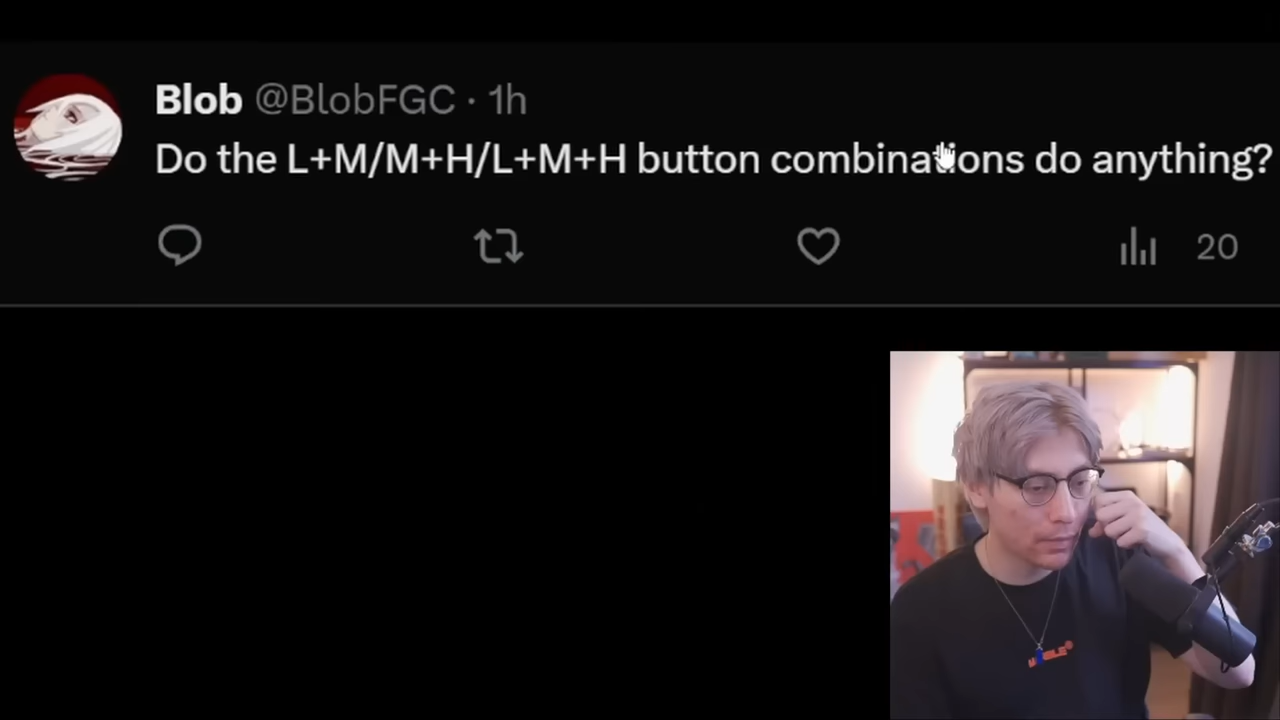 Blob @BlobFGC · 1h
Do the L+M/M+H/L+M+H button combinations do anything?
20